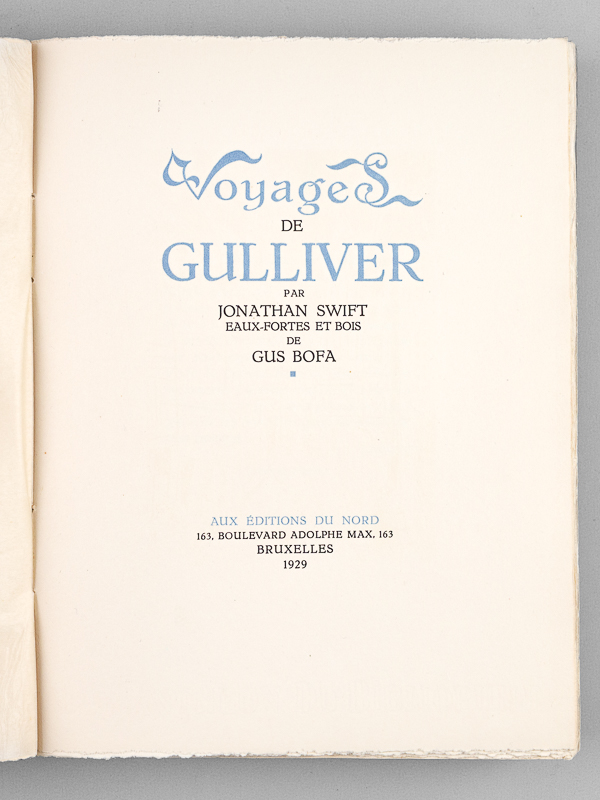 Voyages
DE
GULLIVER
PAR
JONATHAN SWIFT
EAUX-FORTES ET BOIS
DE
GUS BOFA
AUX ÉDITIONS DU NORD
163, BOULEVARD ADOLPHE MAX, 163
BRUXELLES
1929